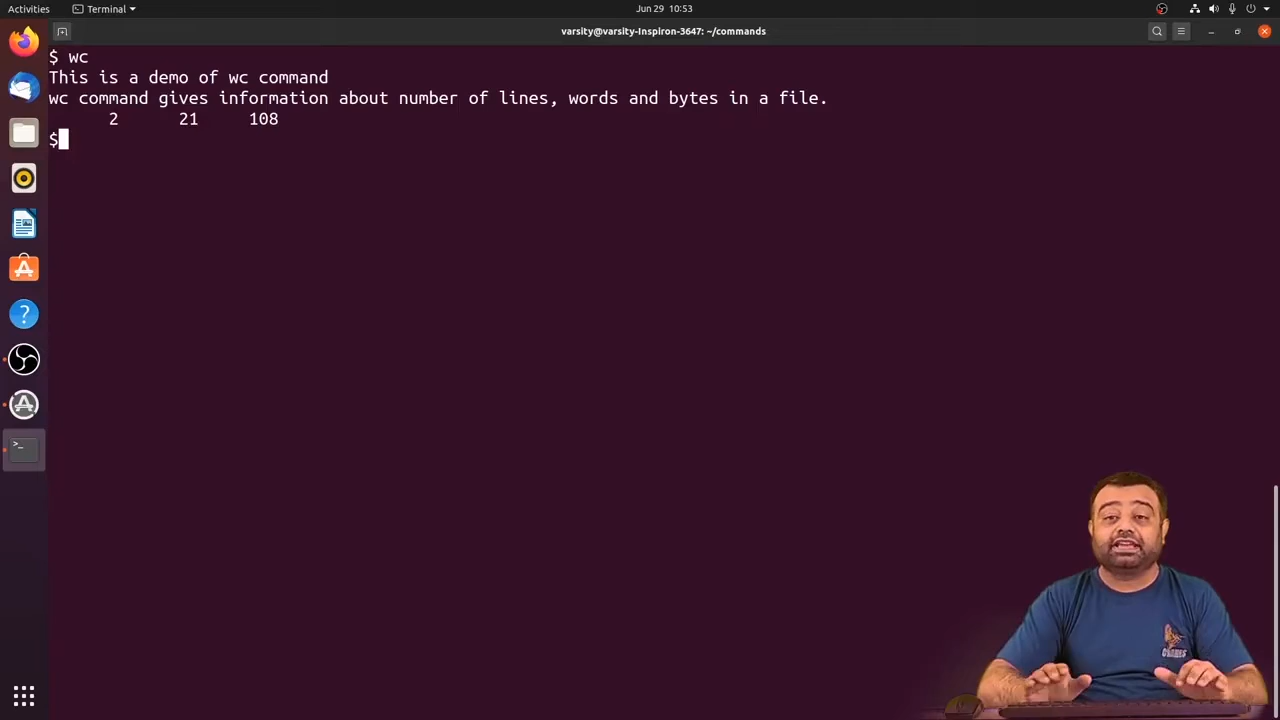 Activities
Terminal
Jun 29 10:53
varsity@varsity-Inspiron-3647: ~/commands
$ wc
This is a demo of wc command
wc command gives information about number of lines, words and bytes in a file.
2 21 108
$